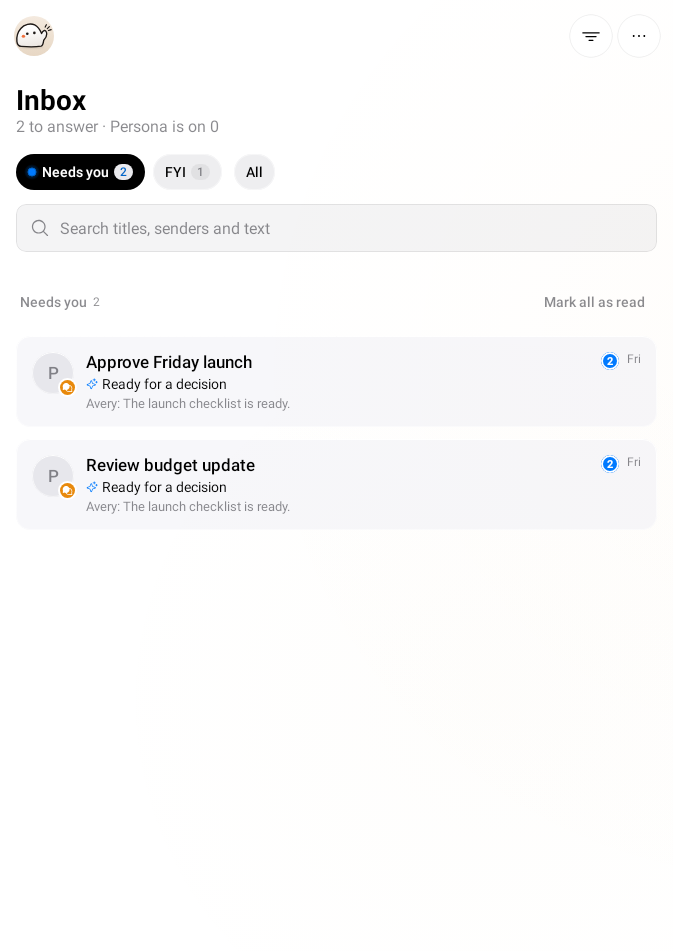 Inbox
2 to answer · Persona is on 0
Needs you 2
FYI 1
All
Search titles, senders and text
Needs you 2
Mark all as read
P
Approve Friday launch
2 Fri
Ready for a decision
Avery: The launch checklist is ready.
P
Review budget update
2 Fri
Ready for a decision
Avery: The launch checklist is ready.